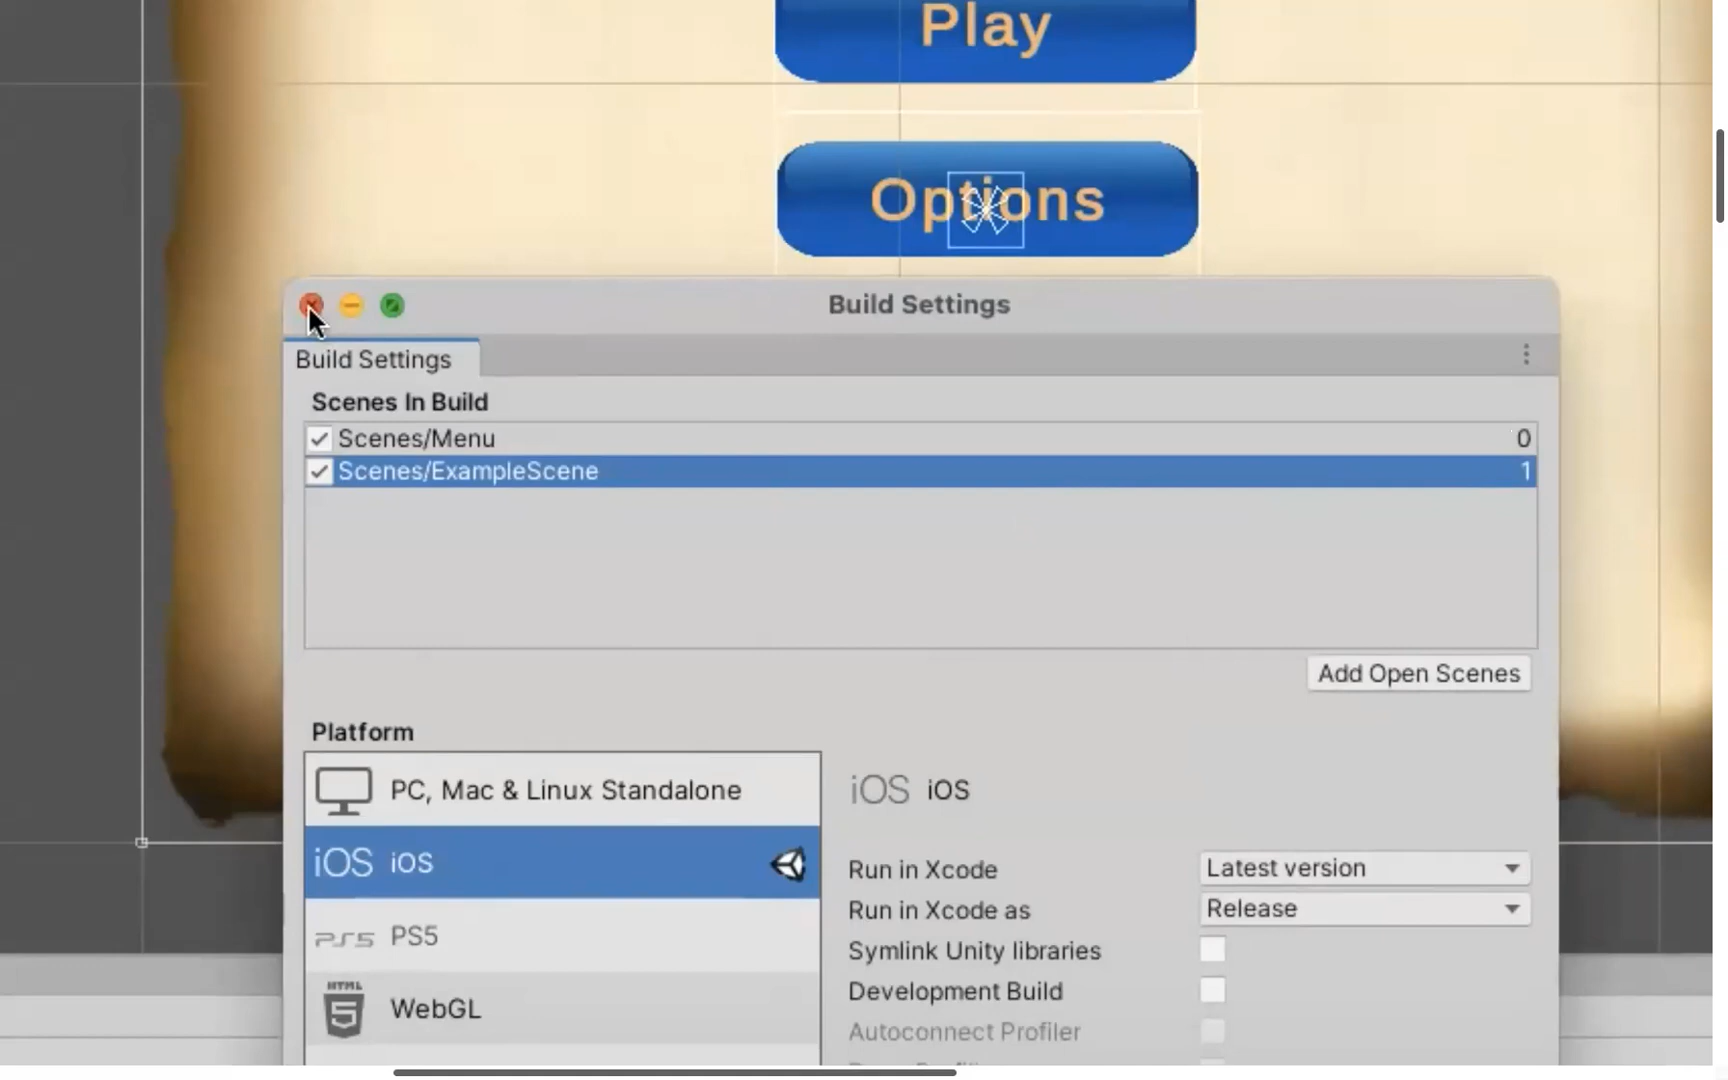 Play
Options
Build Settings
Build Settings
Scenes In Build
Scenes/Menu 0
Scenes/ExampleScene 1
Add Open Scenes
Platform
PC, Mac & Linux Standalone
iOS iOS
iOS iOS
Run in Xcode Latest version
Run in Xcode as Release
PS5 PS5
Symlink Unity libraries
Development Build
HTML
5 WebGL
Autoconnect Profiler